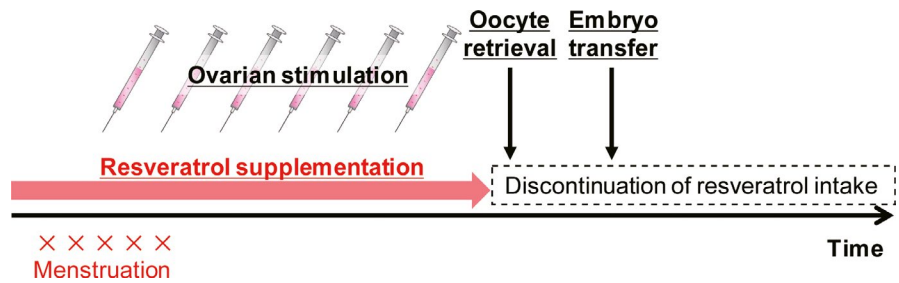 Oocyte
retrieval
Embryo
transfer
Ovarian stimulation
Resveratrol supplementation
Discontinuation of resveratrol intake
Time
× × × × ×
Menstruation